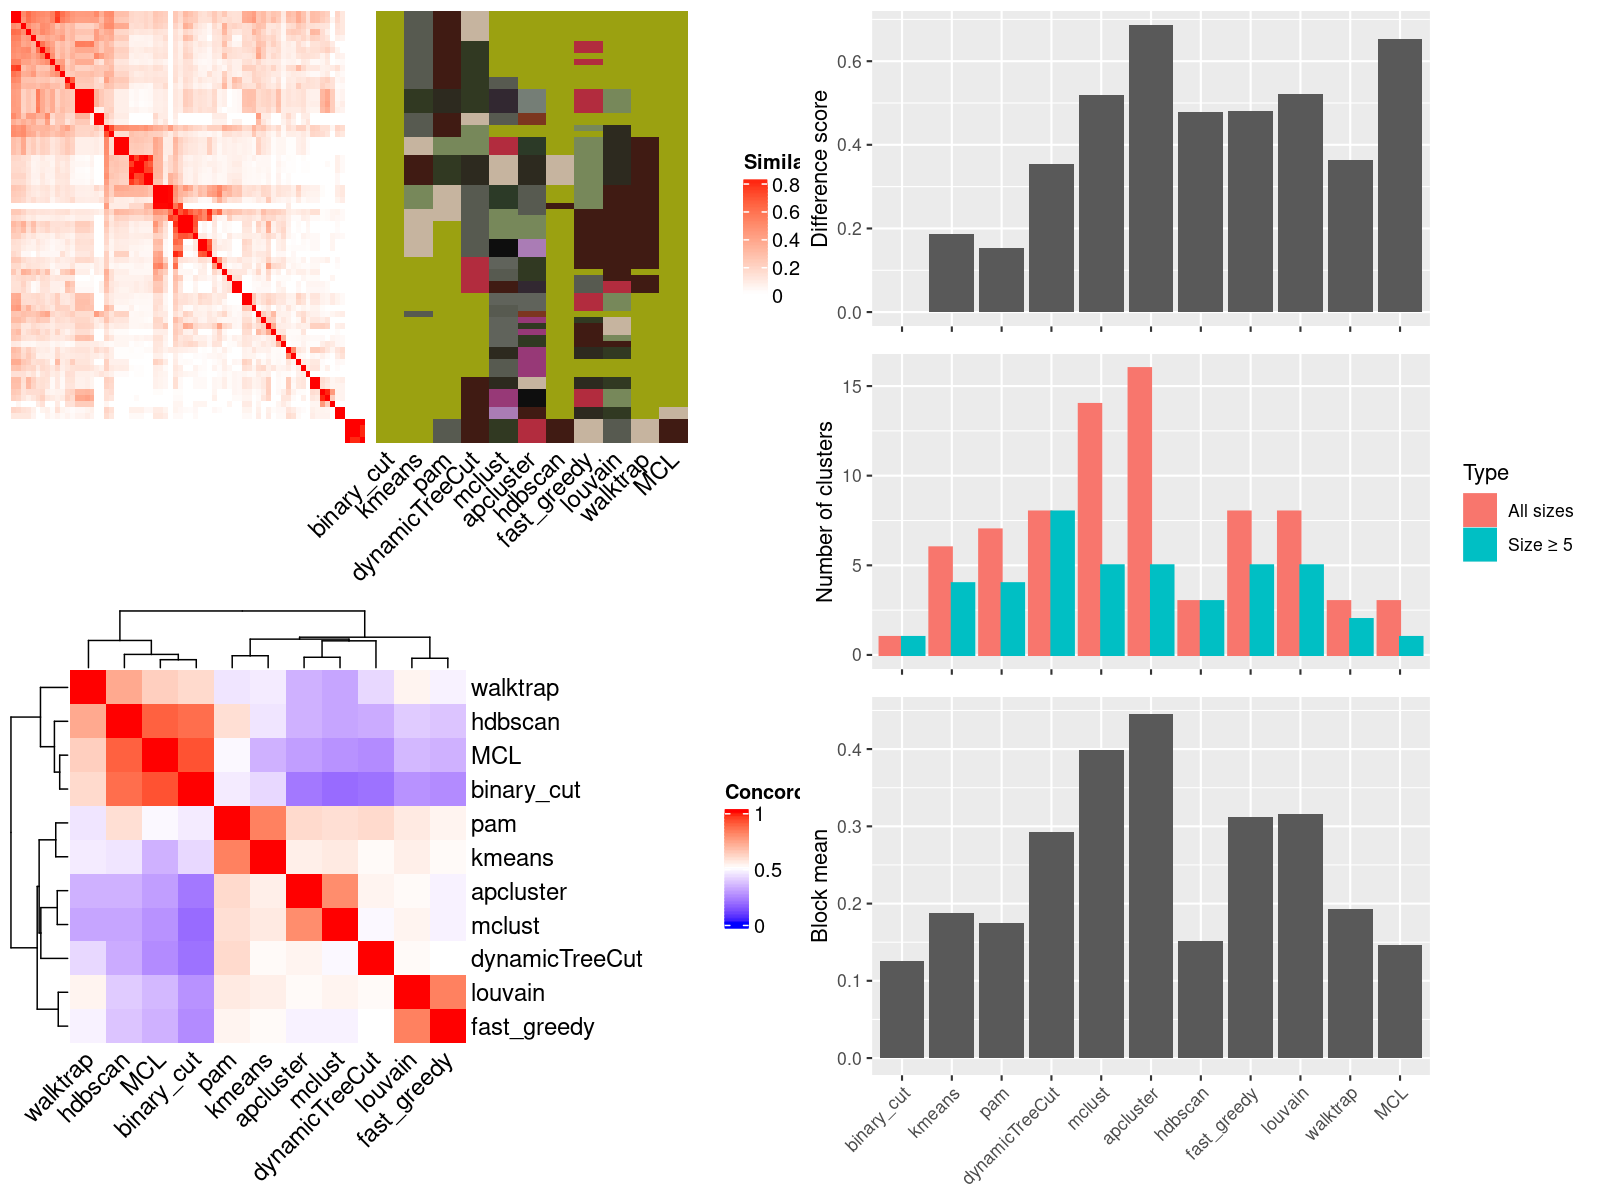 Simila
0.8
0.6
0.4
0.2
0
binary_cut
kmeans
pam
dynamicTreeCut
mclust
apcluster
hdbscan
fast_greedy
louvain
walktrap
MCL
walktrap
hdbscan
MCL
binary_cut
pam
kmeans
apcluster
mclust
dynamicTreeCut
louvain
fast_greedy
Concord
1
0.5
0
walktrap
hdbscan
MCL
binary_cut
pam
kmeans
apcluster
mclust
dynamicTreeCut
louvain
fast_greedy
Difference score
0.6
0.4
0.2
0.0
Number of clusters
15
10
5
0
Type
All sizes
Size ≥ 5
Block mean
0.4
0.3
0.2
0.1
0.0
binary_cut
kmeans
pam
dynamicTreeCut
mclust
apcluster
hdbscan
fast_greedy
louvain
walktrap
MCL